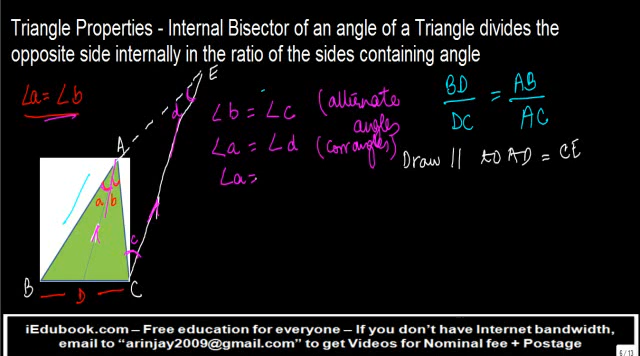 Triangle Properties - Internal Bisector of an angle of a Triangle divides the
opposite side internally in the ratio of the sides containing angle
∠a = ∠b
∠b = ∠c (alternate angles)
∠a = ∠d (corr angles)
∠a =
BD/DC = AB/AC
Draw || to AD = CE
E
d
A
a b
c
B D C
iEdubook.com – Free education for everyone – If you don't have Internet bandwidth,
email to "arinjay2009@gmail.com" to get Videos for Nominal fee + Postage